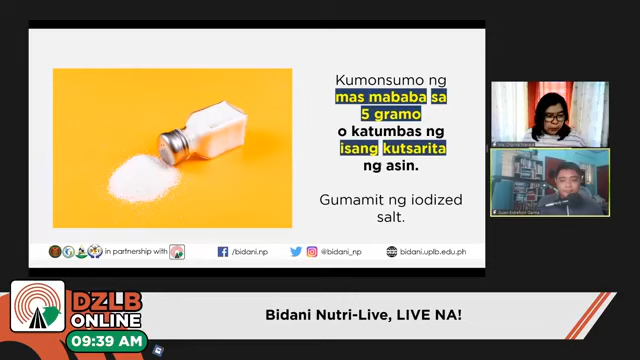 Kumonsumo ng
mas mababa sa
5 gramo
o katumbas ng
isang kutsarita
ng asin.
Gumamit ng iodized
salt.
in partnership with
/bidani.np
@bidani_np
bidani.uplb.edu.ph
DZLB
ONLINE
09:39 AM
Bidani Nutri-Live, LIVE NA!